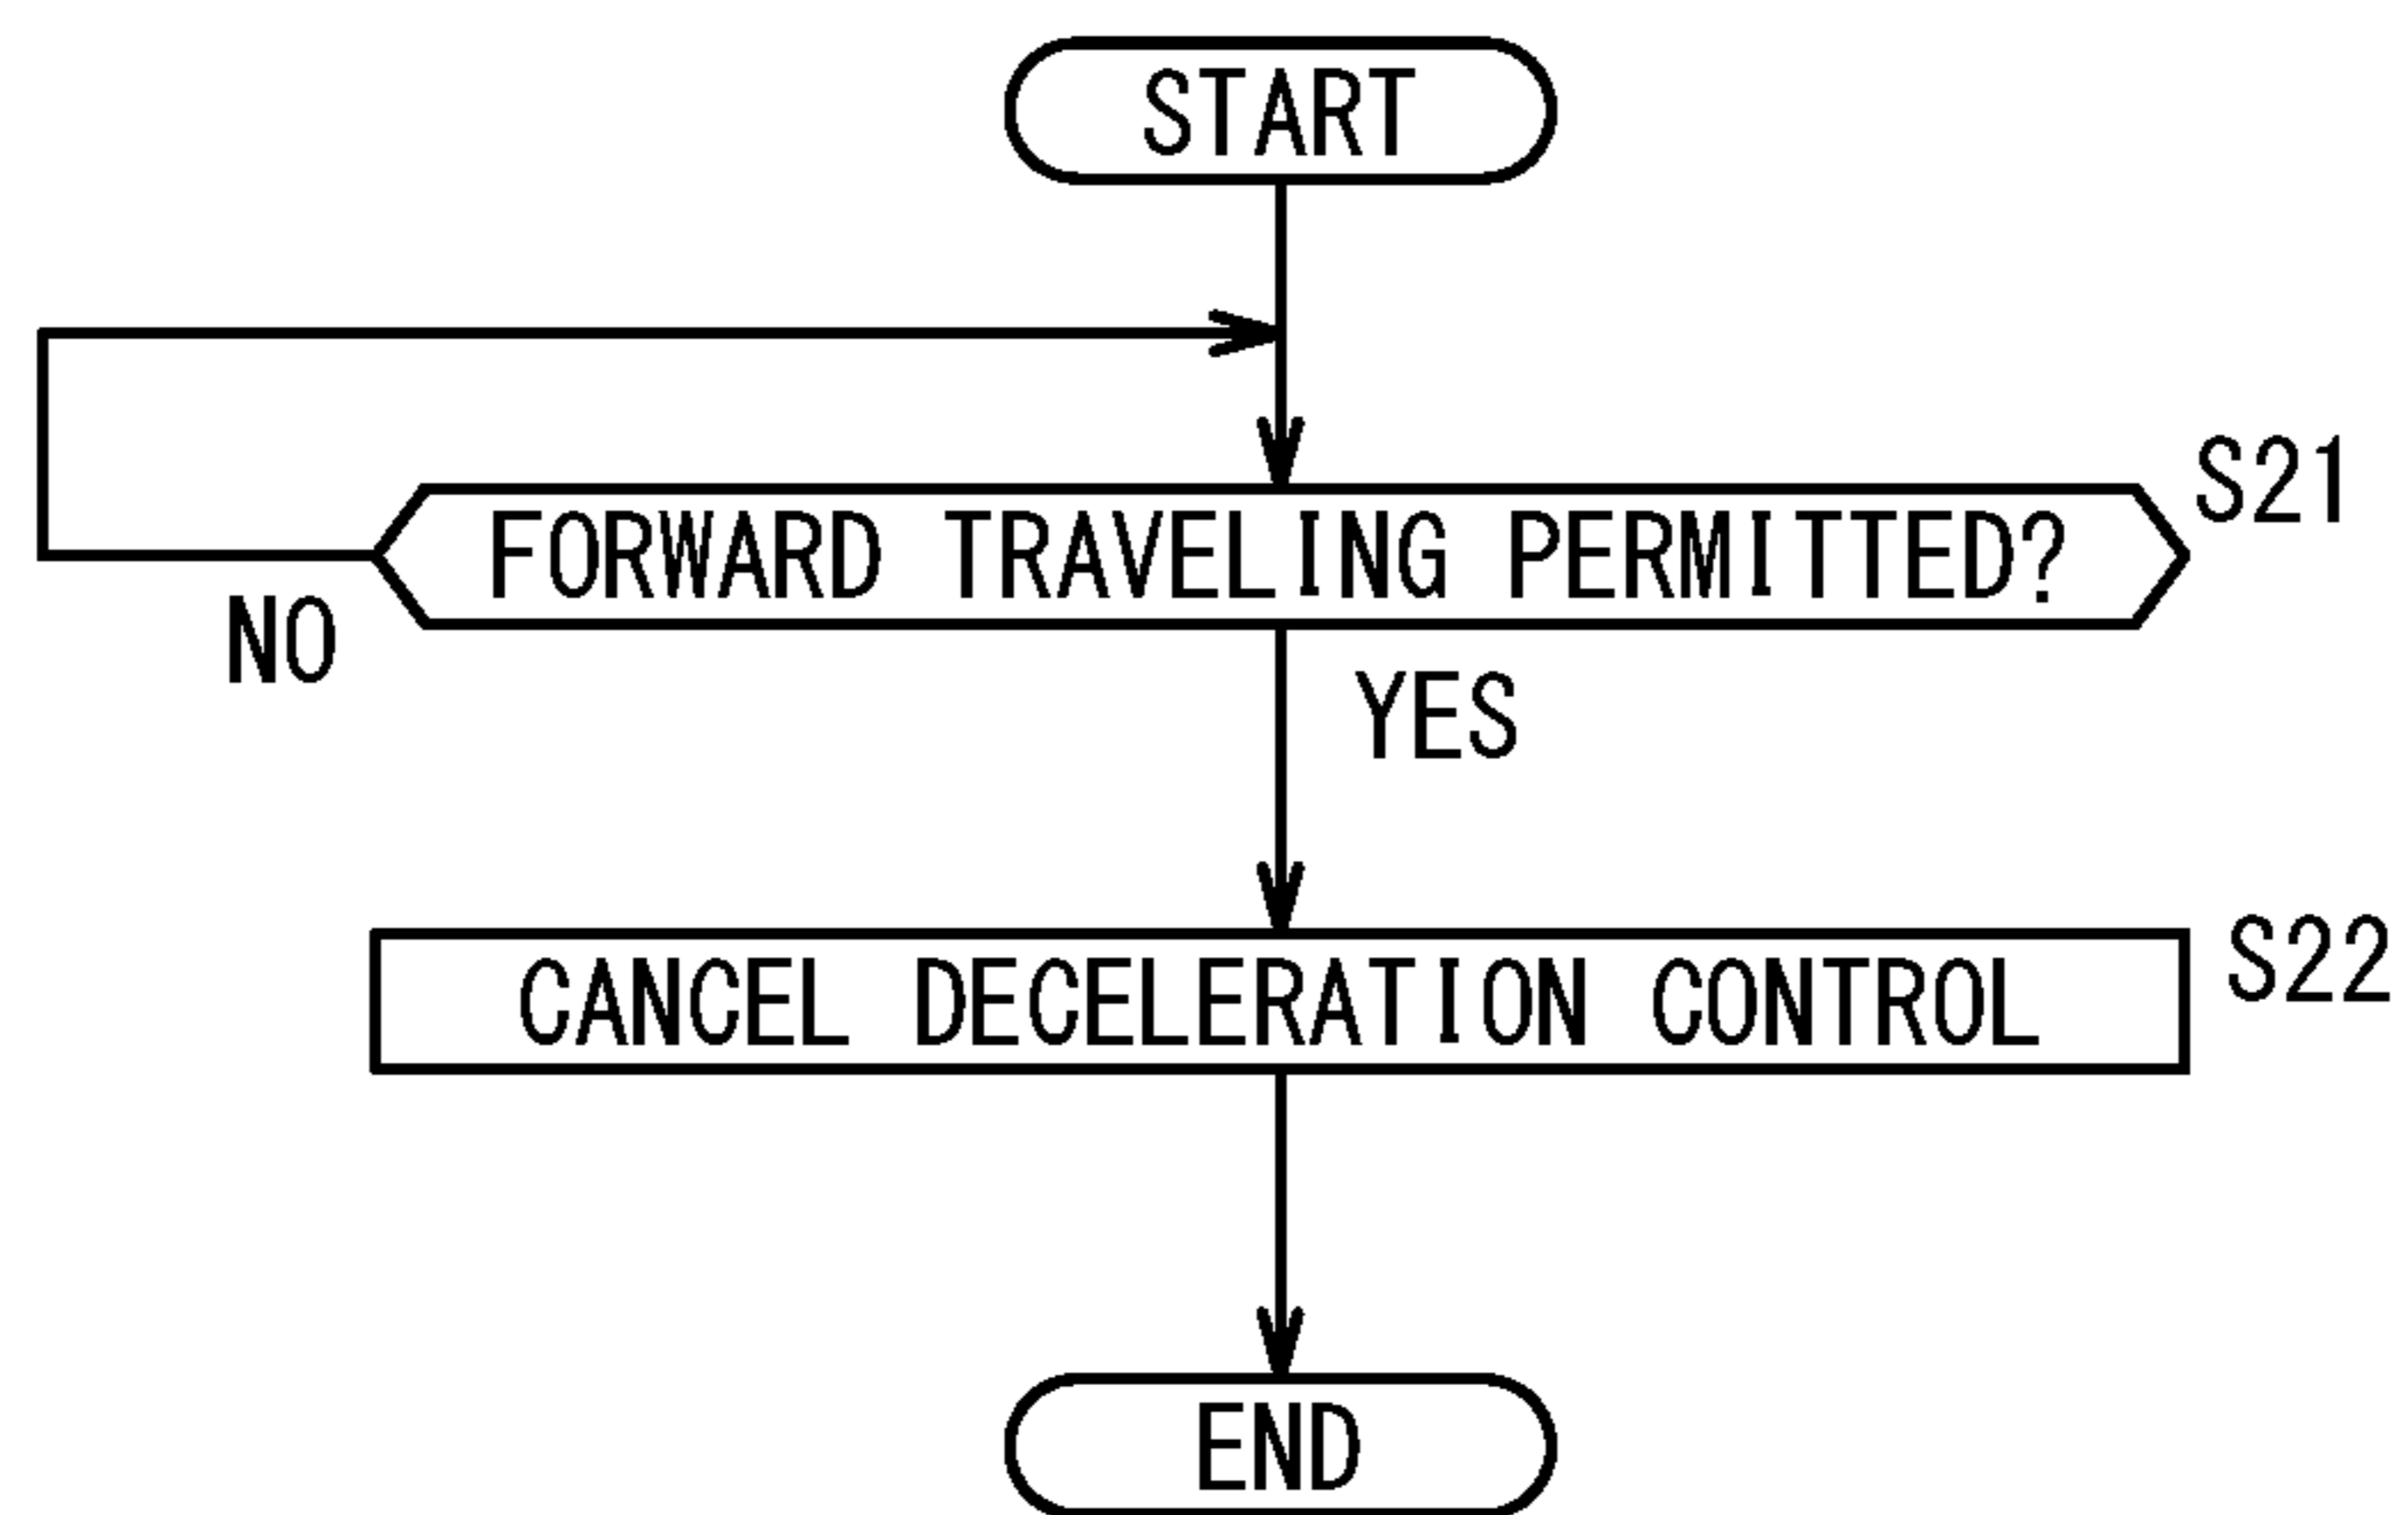 START
S21
FORWARD TRAVELING PERMITTED?
NO
YES
S22
CANCEL DECELERATION CONTROL
END